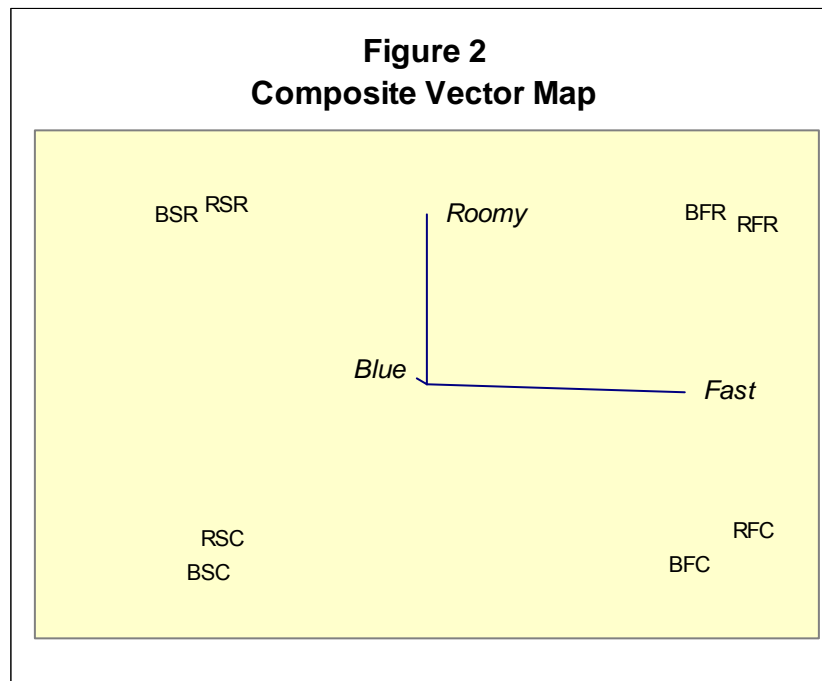 Figure 2
Composite Vector Map
BSR RSR
Roomy
BFR RFR
Blue
Fast
RSC
RFC
BSC
BFC